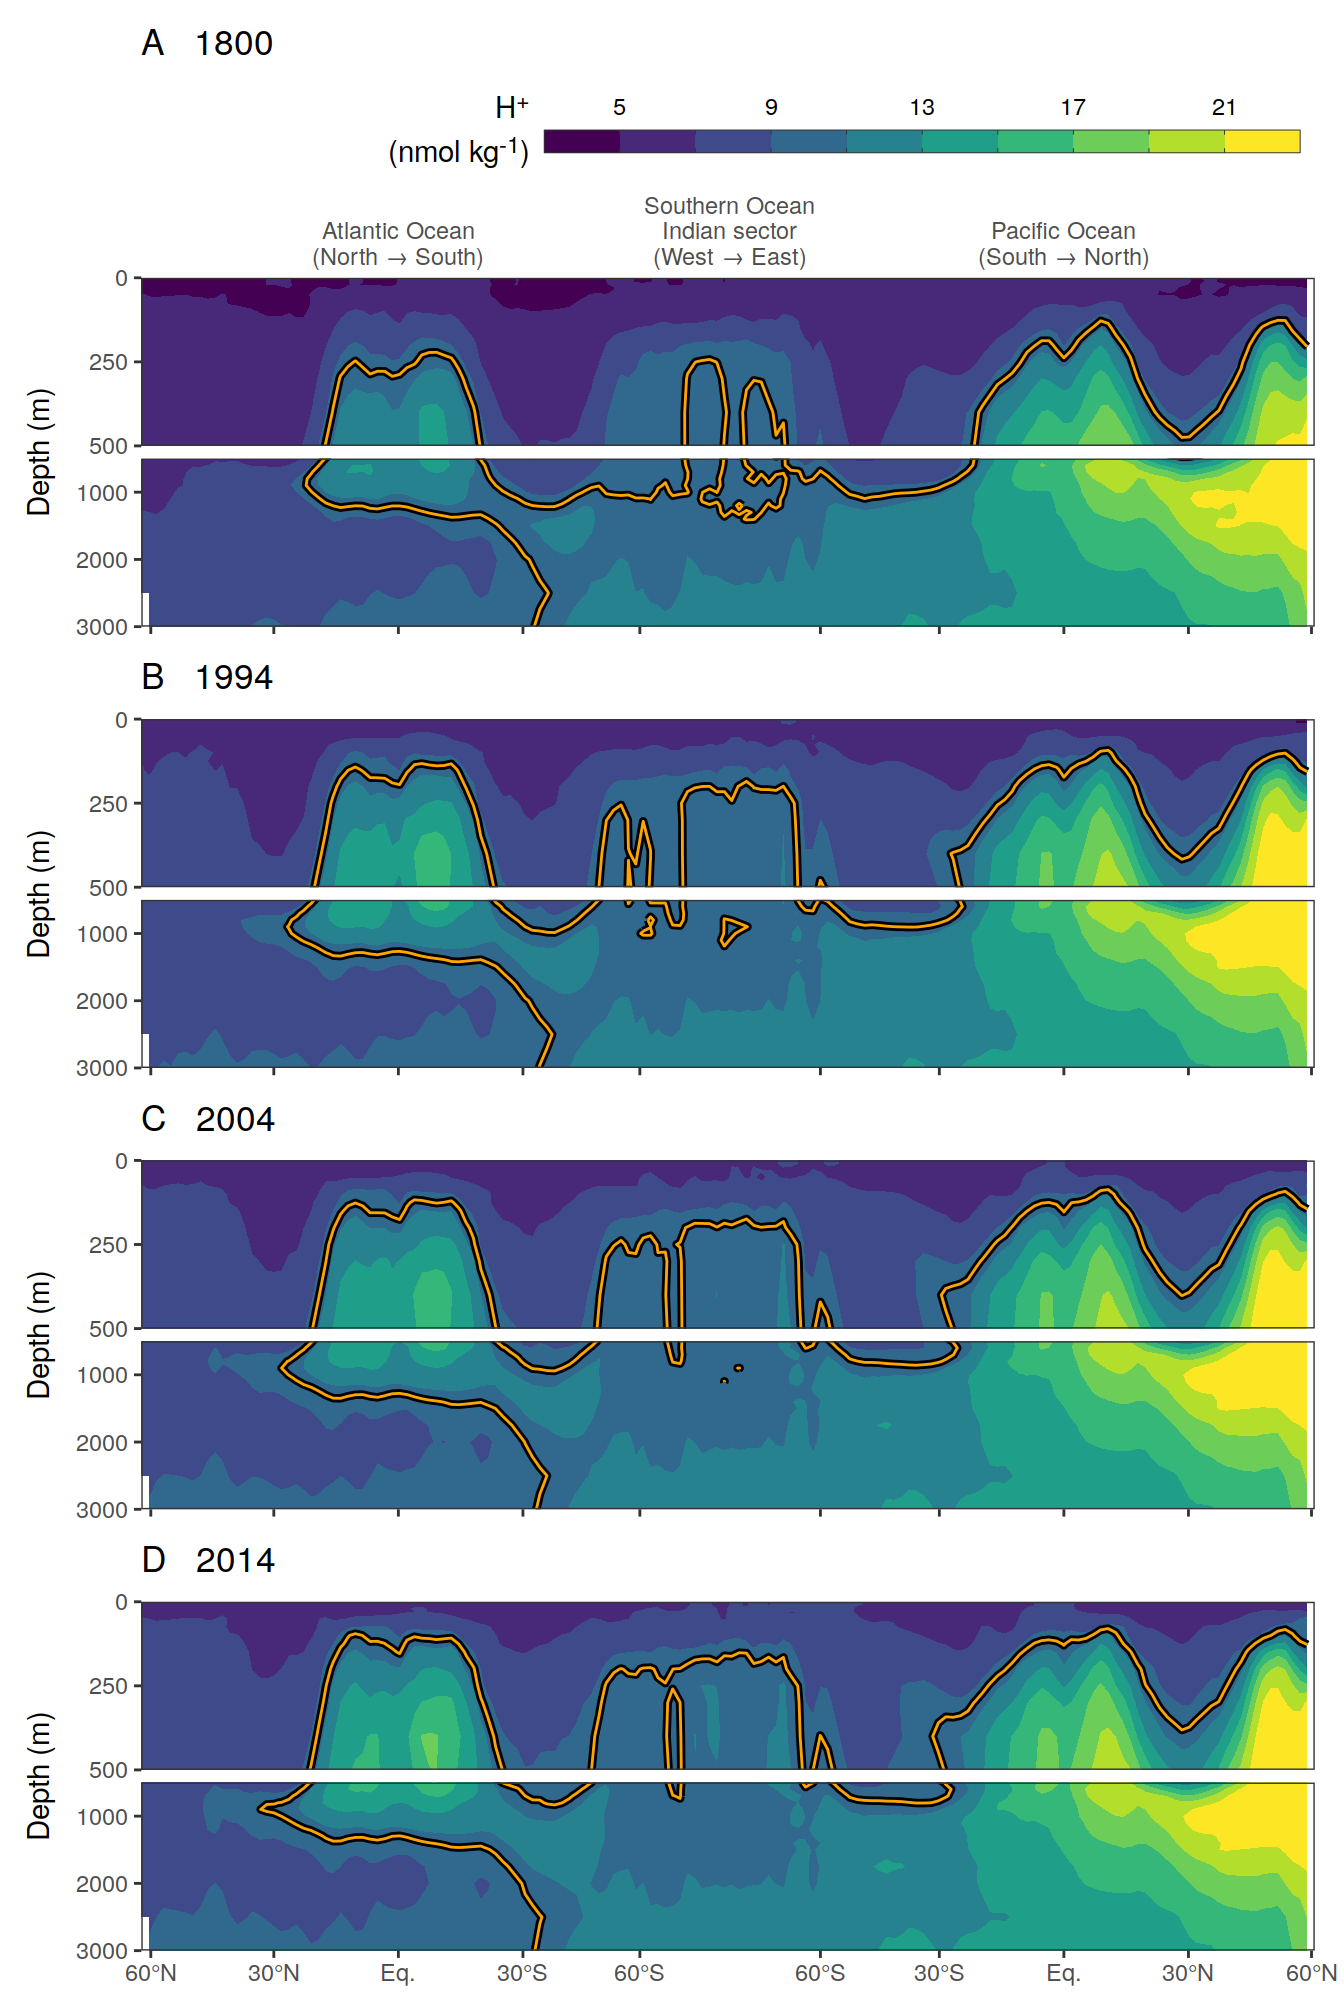 A 1800
H⁺ 5 9 13 17 21
(nmol kg⁻¹)
Atlantic Ocean
(North → South)
Southern Ocean
Indian sector
(West → East)
Pacific Ocean
(South → North)
Depth (m)
0
250
500
1000
2000
3000
B 1994
Depth (m)
0
250
500
1000
2000
3000
C 2004
Depth (m)
0
250
500
1000
2000
3000
D 2014
Depth (m)
0
250
500
1000
2000
3000
60°N 30°N Eq. 30°S 60°S 60°S 30°S Eq. 30°N 60°N